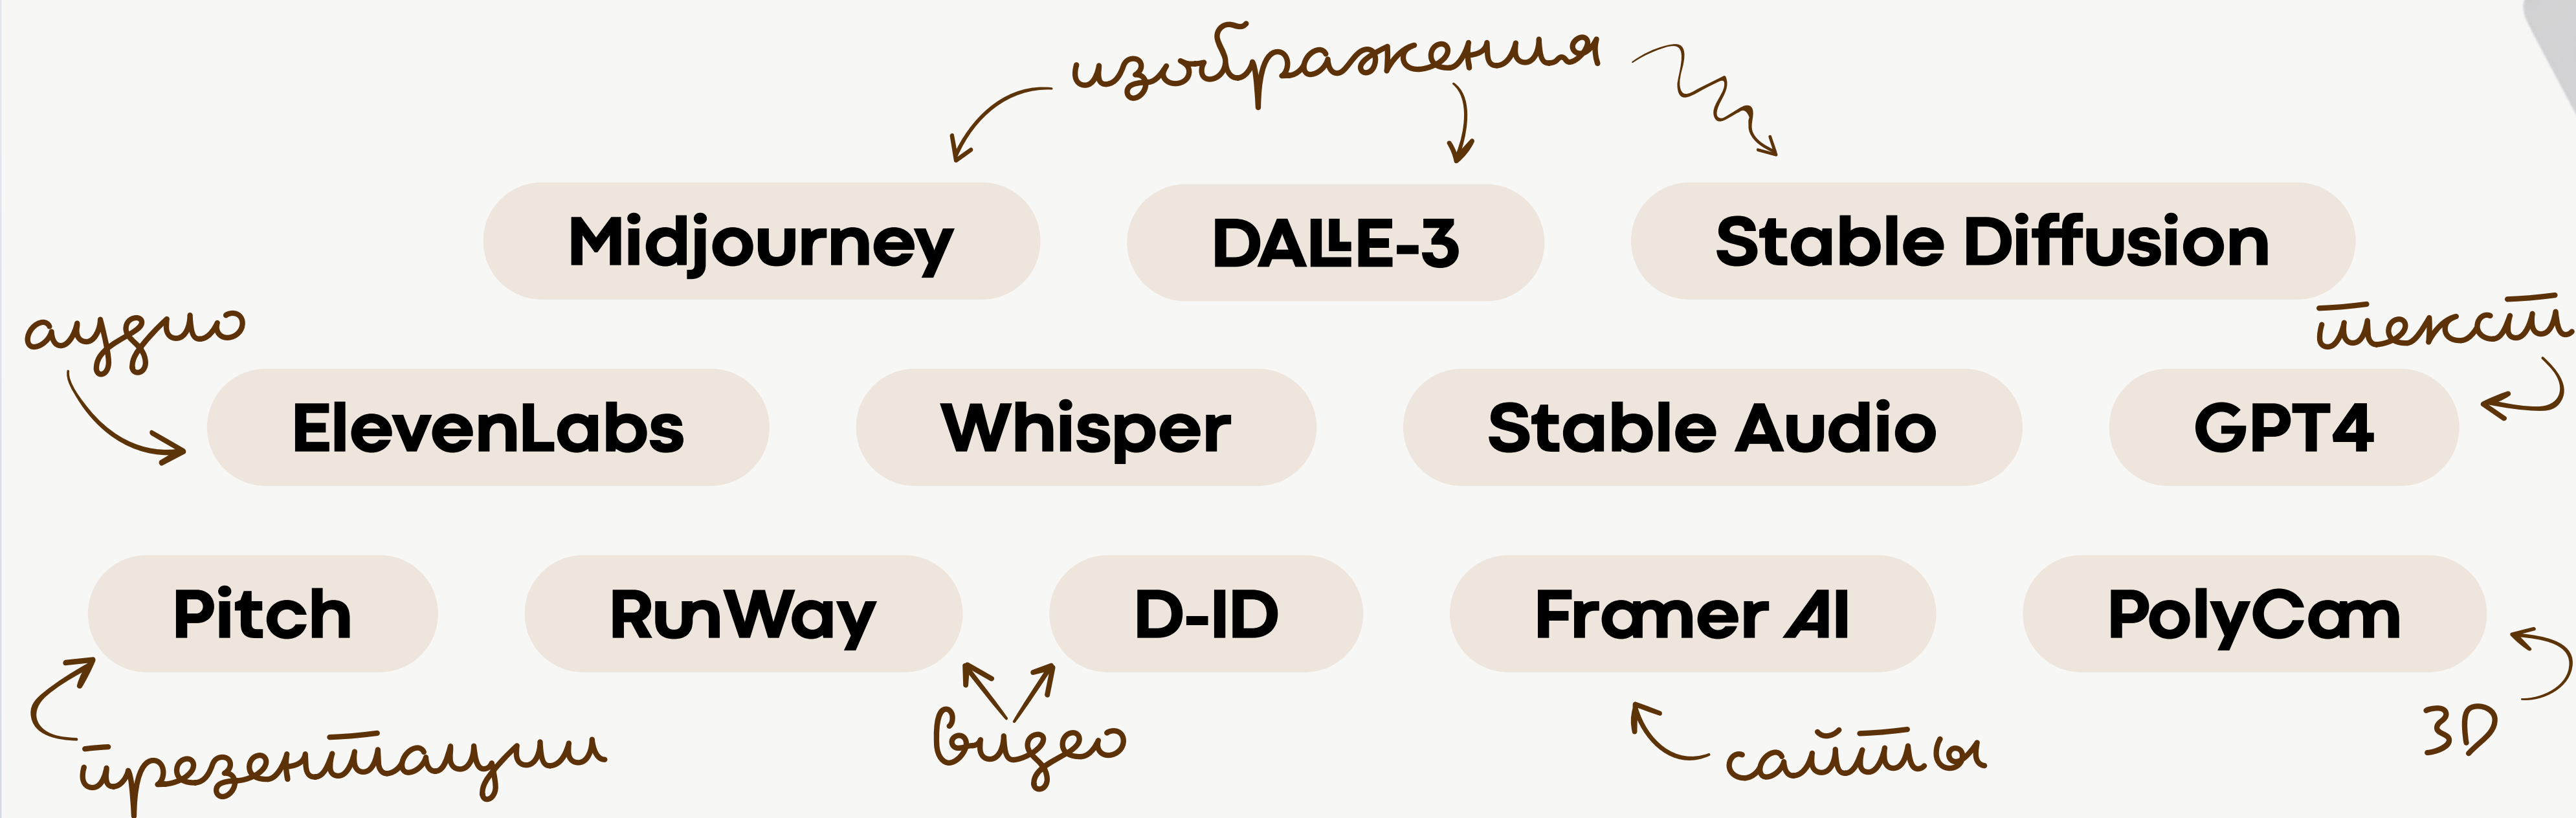 изображения
Midjourney DALLE-3 Stable Diffusion
аудио текст
ElevenLabs Whisper Stable Audio GPT4
Pitch RunWay D-ID Framer AI PolyCam
презентации видео сайты 3D